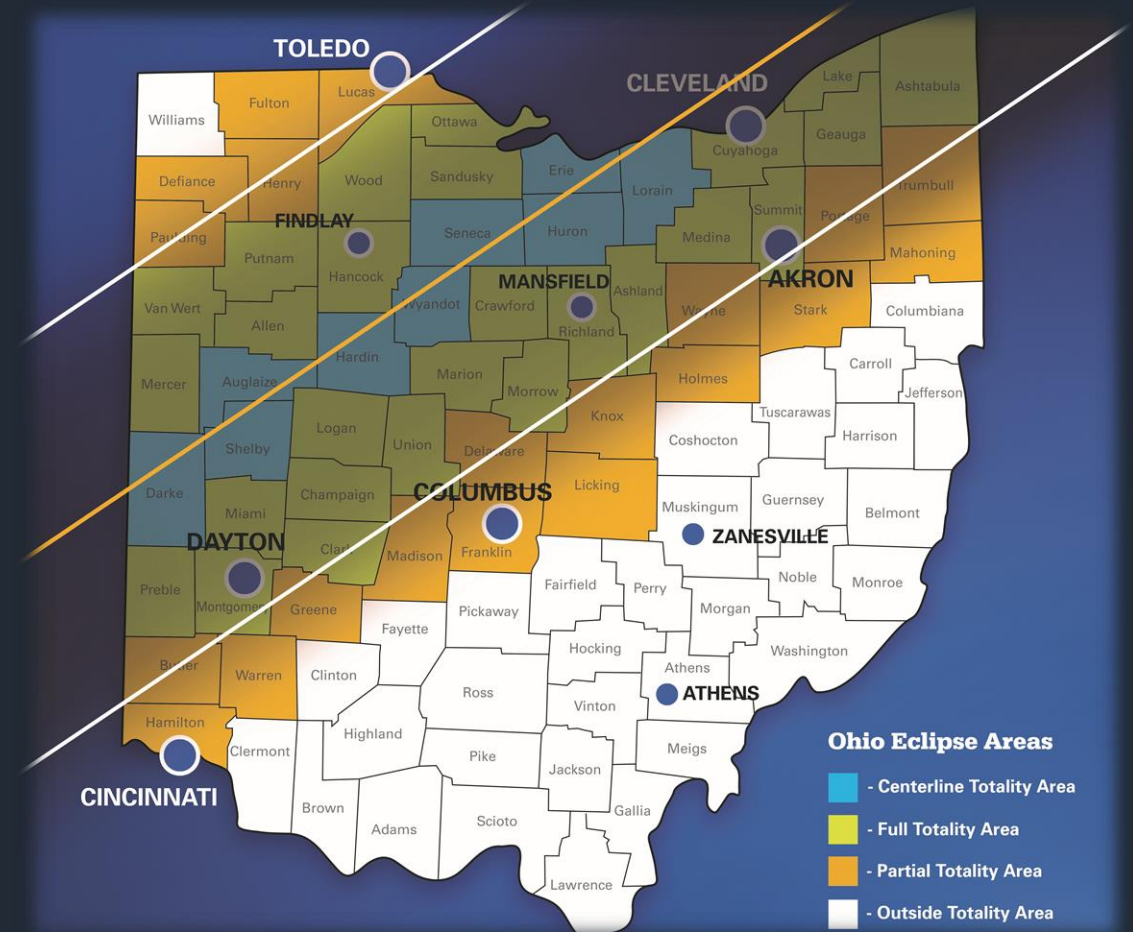 TOLEDO
CLEVELAND
Williams
Fulton
Lucas
Lake
Ashtabula
Ottawa
Geauga
Cuyahoga
Defiance
Henry
Wood
Sandusky
Erie
Lorain
Trumbull
Summit
Portage
FINDLAY
Paulding
Seneca
Huron
Medina
Mahoning
Putnam
Hancock
MANSFIELD
Ashland
AKRON
Van Wert
Allen
Wyandot
Crawford
Richland
Wayne
Stark
Columbiana
Hardin
Carroll
Mercer
Auglaize
Marion
Morrow
Holmes
Jefferson
Logan
Union
Knox
Tuscarawas
Harrison
Shelby
Delaware
Coshocton
Darke
Champaign
COLUMBUS
Licking
Muskingum
Guernsey
Belmont
Miami
DAYTON
Clark
Madison
Franklin
ZANESVILLE
Preble
Montgomery
Greene
Fairfield
Perry
Noble
Monroe
Pickaway
Morgan
Fayette
Hocking
Washington
Butler
Warren
Clinton
Athens
ATHENS
Ross
Vinton
Hamilton
Highland
Clermont
Pike
Jackson
Meigs
CINCINNATI
Brown
Adams
Scioto
Gallia
Lawrence
Ohio Eclipse Areas
- Centerline Totality Area
- Full Totality Area
- Partial Totality Area
- Outside Totality Area